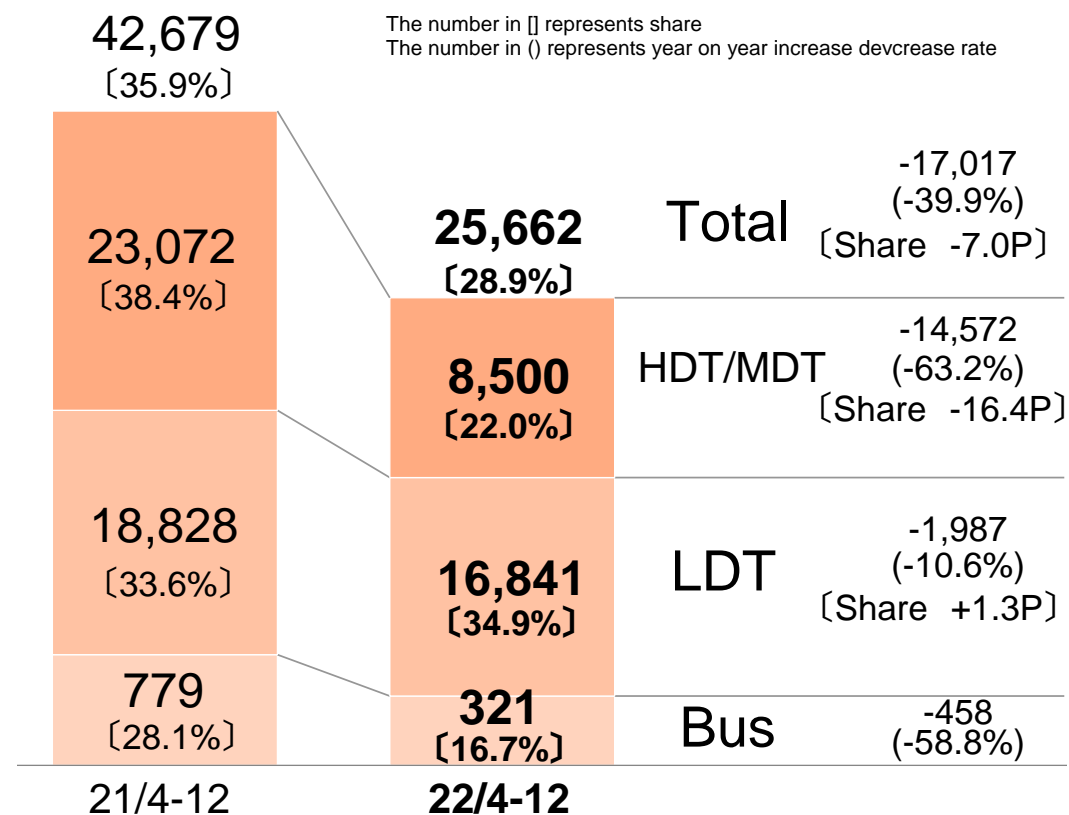 42,679
〔35.9%〕
The number in [] represents share
The number in () represents year on year increase devcrease rate
23,072
〔38.4%〕
18,828
〔33.6%〕
779
〔28.1%〕
21/4-12
25,662
〔28.9%〕
8,500
〔22.0%〕
16,841
〔34.9%〕
321
〔16.7%〕
22/4-12
Total
-17,017
(-39.9%)
〔Share -7.0P〕
HDT/MDT
-14,572
(-63.2%)
〔Share -16.4P〕
LDT
-1,987
(-10.6%)
〔Share +1.3P〕
Bus
-458
(-58.8%)